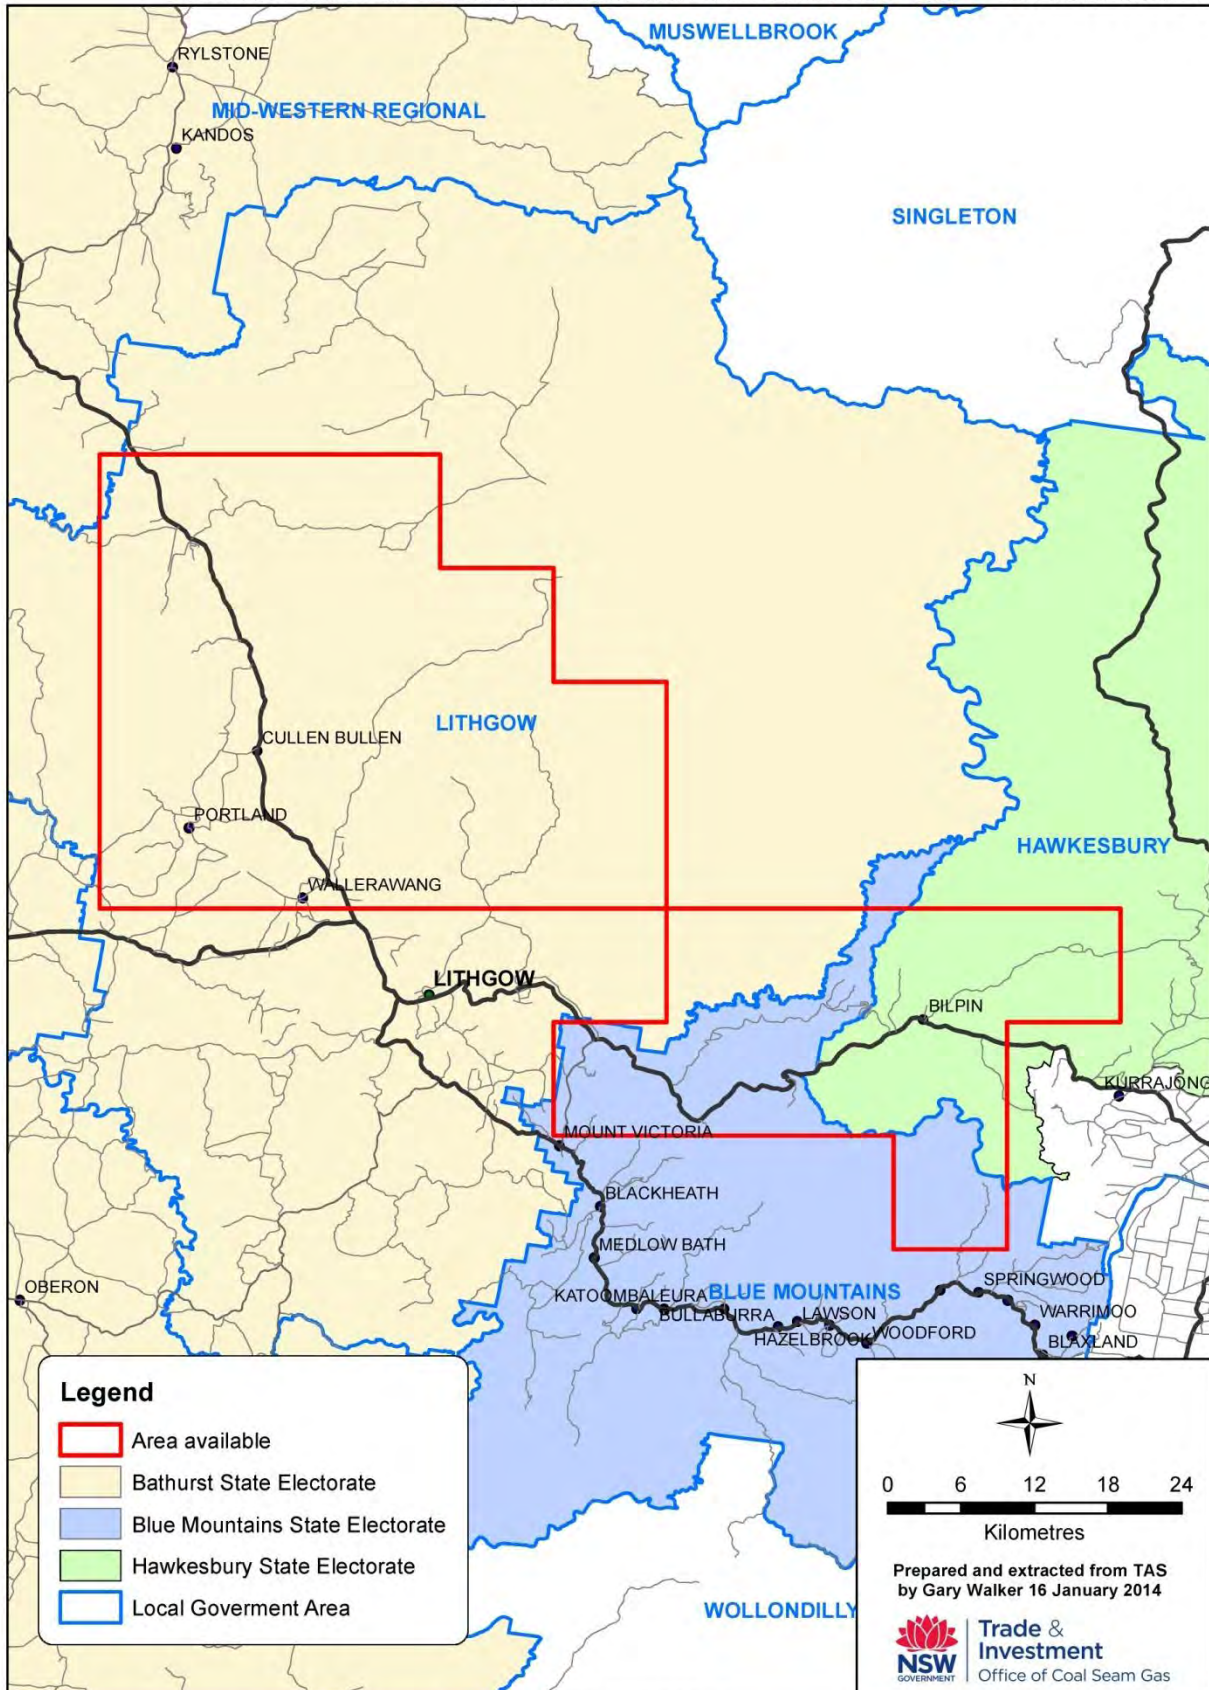 MUSWELLBROOK
RYLSTONE
MID-WESTERN REGIONAL
KANDOS
SINGLETON
LITHGOW
CULLEN BULLEN
PORTLAND
HAWKESBURY
WALLERAWANG
LITHGOW
BILPIN
KURRAJONG
MOUNT VICTORIA
BLACKHEATH
MEDLOW BATH
OBERON
KATOOMBA
LEURA
BLUE MOUNTAINS
SPRINGWOOD
BULLABURRA
LAWSON
WARRIMOO
HAZELBROOK
WOODFORD
BLAXLAND
Legend
Area available
Bathurst State Electorate
Blue Mountains State Electorate
Hawkesbury State Electorate
Local Goverment Area
WOLLONDILLY
N
0 6 12 18 24
Kilometres
Prepared and extracted from TAS
by Gary Walker 16 January 2014
NSW
GOVERNMENT
Trade &
Investment
Office of Coal Seam Gas